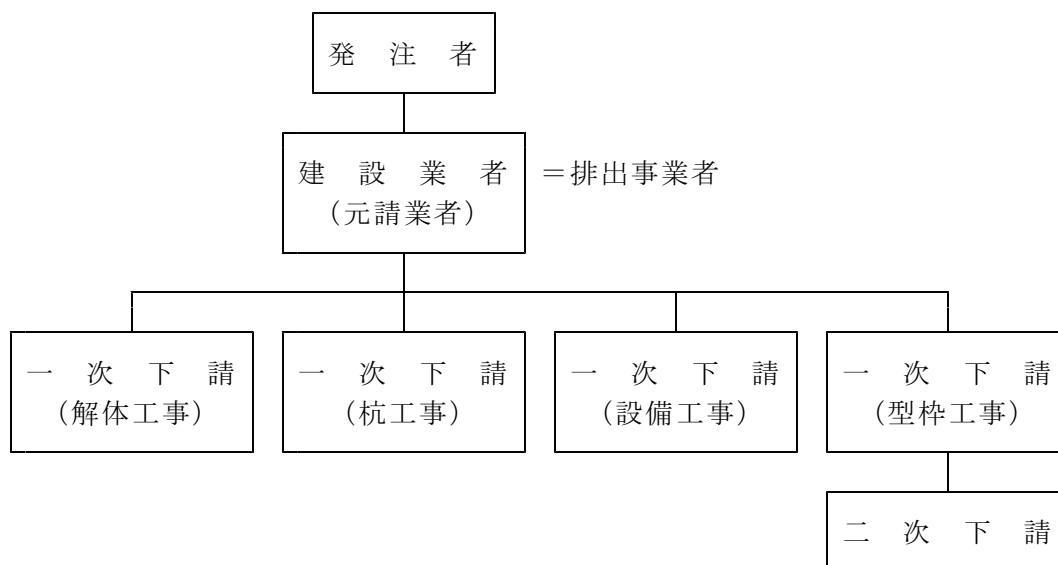 発注者
建設業者
(元請業者)
=排出事業者
一次下請
(解体工事)
一次下請
(杭工事)
一次下請
(設備工事)
一次下請
(型枠工事)
二次下請